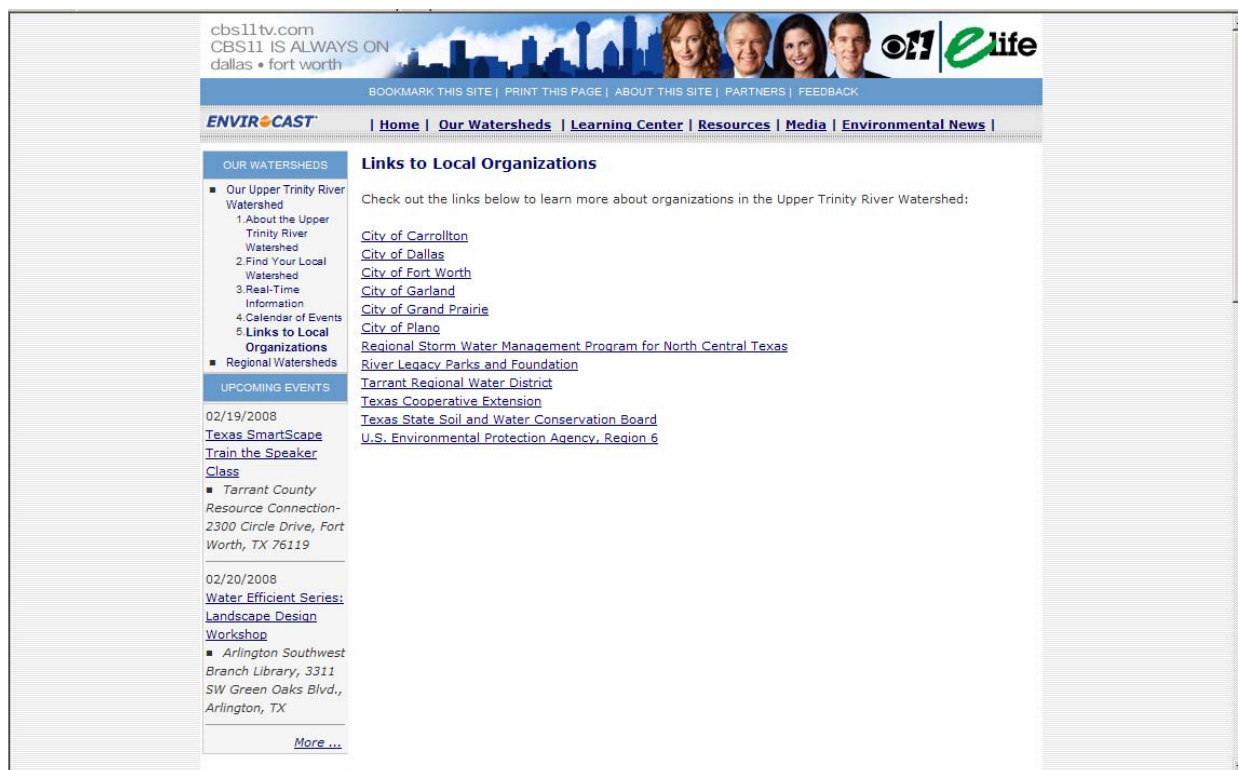 cbs11tv.com
CBS11 IS ALWAYS ON
dallas • fort worth
11 elife
BOOKMARK THIS SITE | PRINT THIS PAGE | ABOUT THIS SITE | PARTNERS | FEEDBACK
ENVIROCAST
| Home | Our Watersheds | Learning Center | Resources | Media | Environmental News |
OUR WATERSHEDS
■ Our Upper Trinity River
Watershed
1.About the Upper
Trinity River
Watershed
2.Find Your Local
Watershed
3.Real-Time
Information
4.Calendar of Events
5.Links to Local
Organizations
■ Regional Watersheds
UPCOMING EVENTS
02/19/2008
Texas SmartScape
Train the Speaker
Class
■ Tarrant County
Resource Connection-
2300 Circle Drive, Fort
Worth, TX 76119
02/20/2008
Water Efficient Series:
Landscape Design
Workshop
■ Arlington Southwest
Branch Library, 3311
SW Green Oaks Blvd.,
Arlington, TX
More ...
Links to Local Organizations
Check out the links below to learn more about organizations in the Upper Trinity River Watershed:
City of Carrollton
City of Dallas
City of Fort Worth
City of Garland
City of Grand Prairie
City of Plano
Regional Storm Water Management Program for North Central Texas
River Legacy Parks and Foundation
Tarrant Regional Water District
Texas Cooperative Extension
Texas State Soil and Water Conservation Board
U.S. Environmental Protection Agency, Region 6